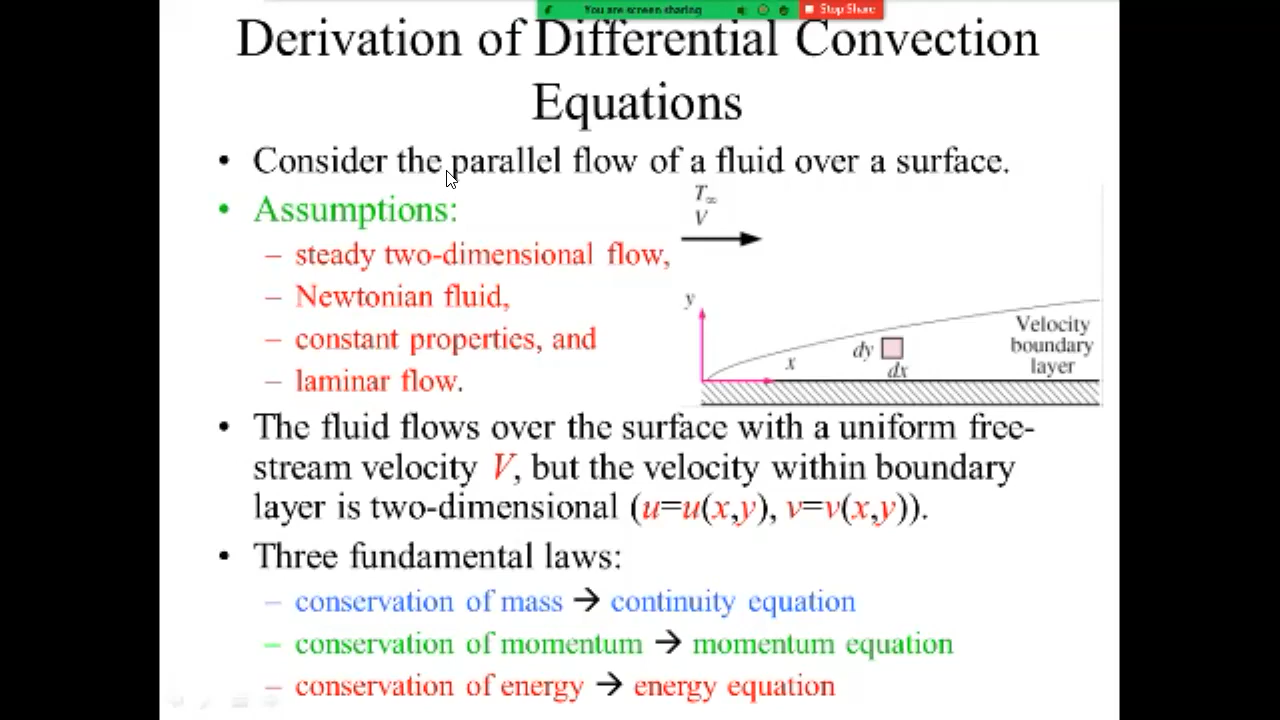 You are screen sharing
Stop Share
Derivation of Differential Convection
Equations
• Consider the parallel flow of a fluid over a surface.
• Assumptions:
– steady two-dimensional flow,
– Newtonian fluid,
– constant properties, and
– laminar flow.
T∞
V
y
x
dy
dx
Velocity
boundary
layer
• The fluid flows over the surface with a uniform free-
stream velocity V, but the velocity within boundary
layer is two-dimensional (u=u(x,y), v=v(x,y)).
• Three fundamental laws:
– conservation of mass → continuity equation
– conservation of momentum → momentum equation
– conservation of energy → energy equation